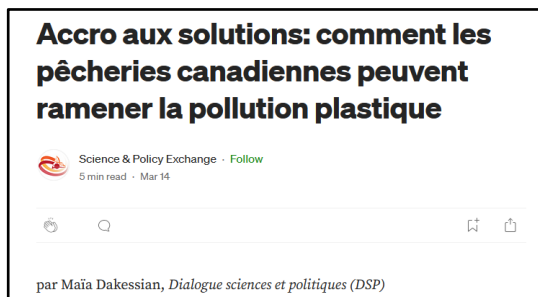 Accro aux solutions: comment les
pêcheries canadiennes peuvent
ramener la pollution plastique
Science & Policy Exchange · Follow
5 min read · Mar 14
par Maïa Dakessian, Dialogue sciences et politiques (DSP)